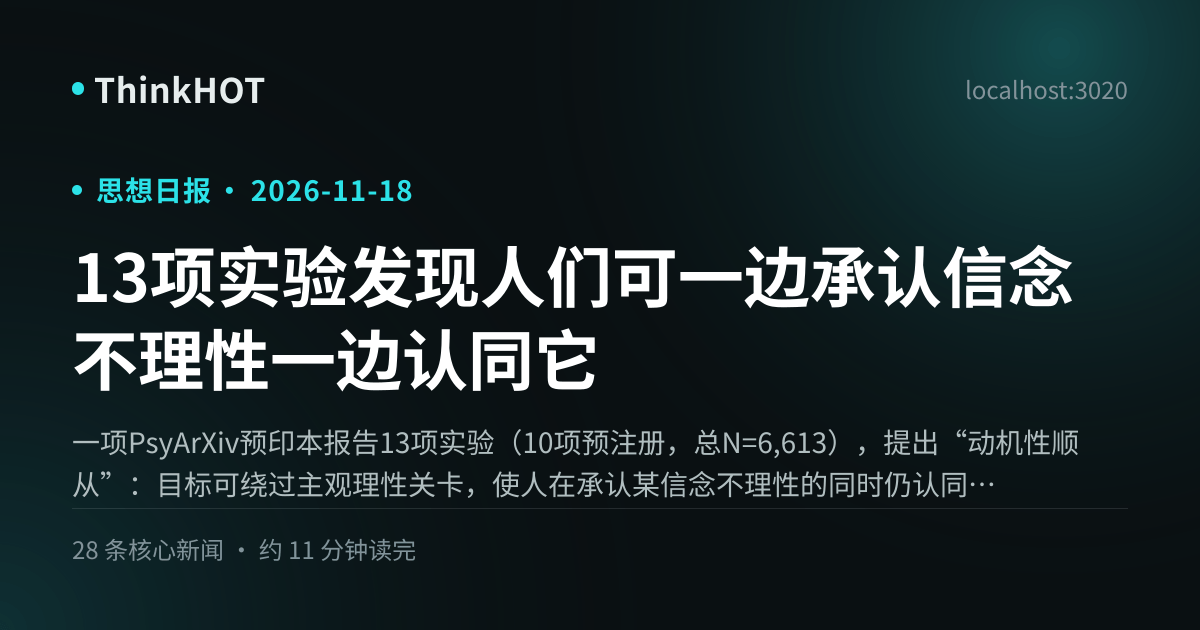 ThinkHOT
localhost:3020
思想日报 · 2026-11-18
13项实验发现人们可一边承认信念
不理性一边认同它
一项PsyArXiv预印本报告13项实验（10项预注册，总N=6,613），提出“动机性顺
从”：目标可绕过主观理性关卡，使人在承认某信念不理性的同时仍认同…
28 条核心新闻 · 约 11 分钟读完